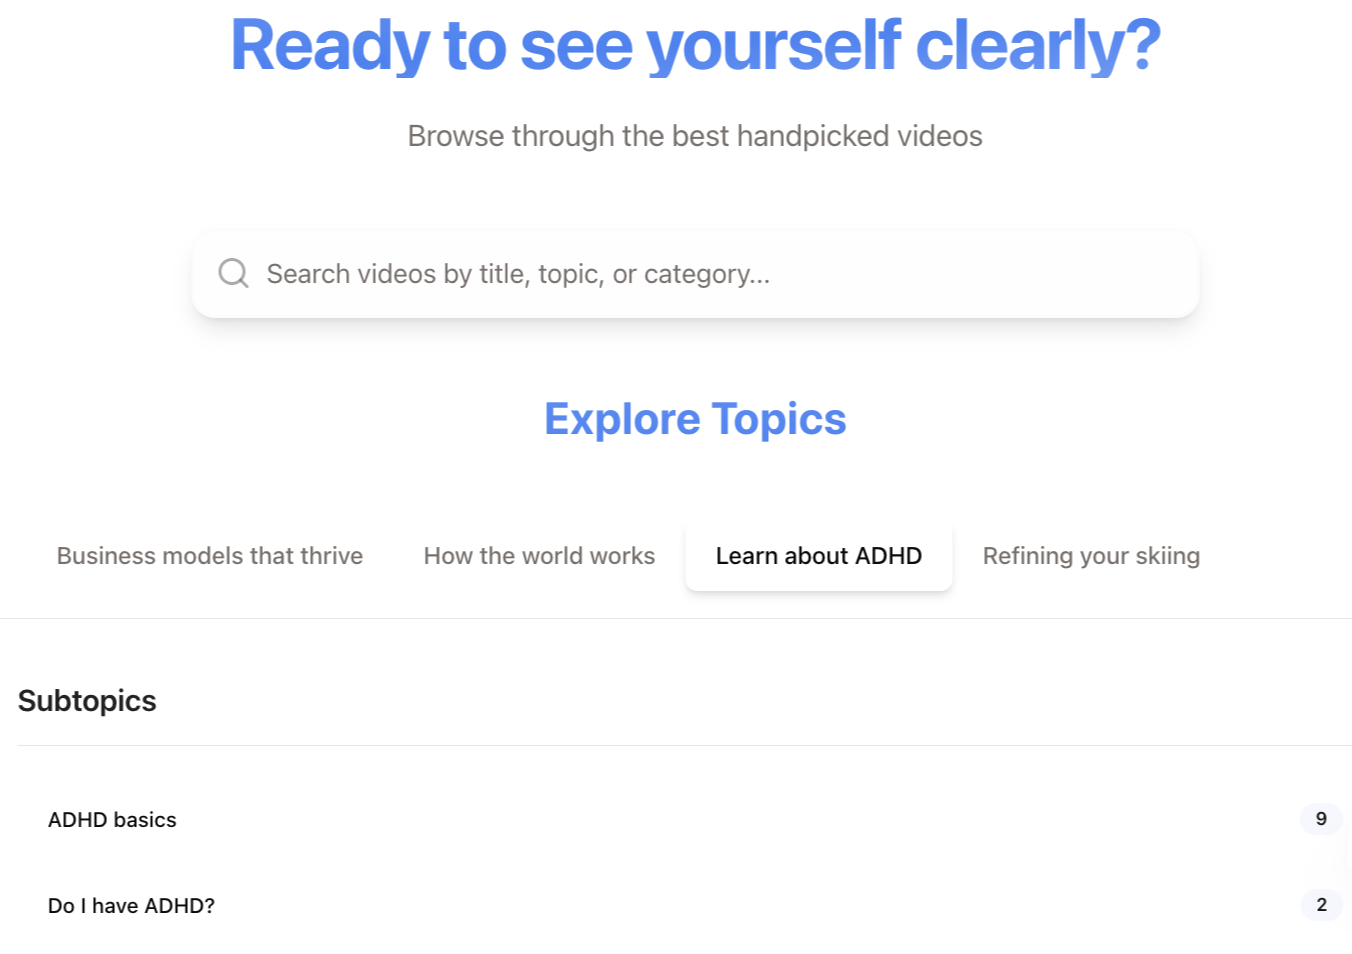 Ready to see yourself clearly?
Browse through the best handpicked videos
Search videos by title, topic, or category...
Explore Topics
Business models that thrive How the world works Learn about ADHD Refining your skiing
Subtopics
ADHD basics 9
Do I have ADHD? 2